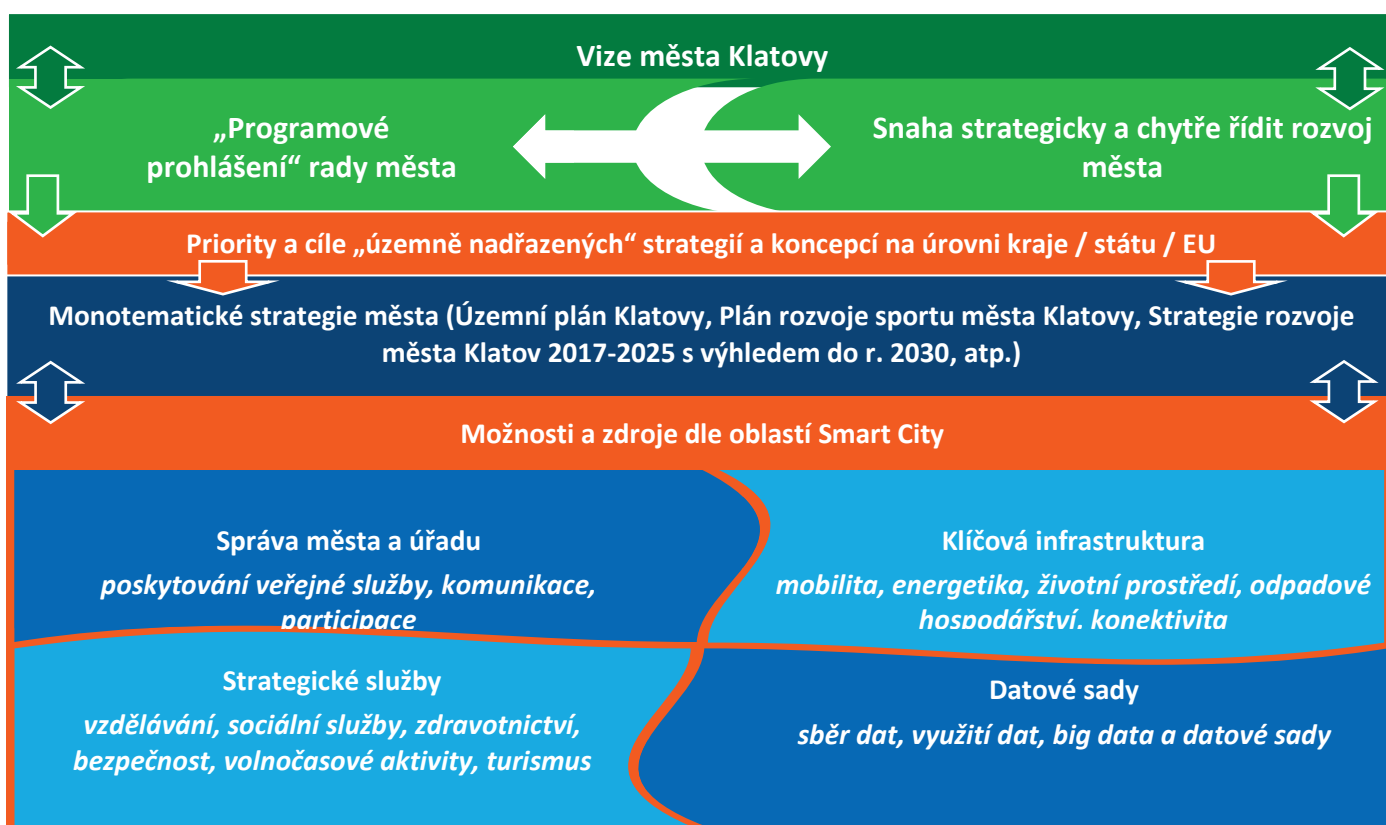 Vize města Klatovy
„Programové
prohlášení“ rady města
Snaha strategicky a chytře řídit rozvoj
města
Priority a cíle „územně nadřazených“ strategií a koncepcí na úrovni kraje / státu / EU
Monotematické strategie města (Územní plán Klatovy, Plán rozvoje sportu města Klatovy, Strategie rozvoje
města Klatov 2017-2025 s výhledem do r. 2030, atp.)
Možnosti a zdroje dle oblastí Smart City
Správa města a úřadu
poskytování veřejné služby, komunikace,
participace
Klíčová infrastruktura
mobilita, energetika, životní prostředí, odpadové
hospodářství, konektivita
Strategické služby
vzdělávání, sociální služby, zdravotnictví,
bezpečnost, volnočasové aktivity, turismus
Datové sady
sběr dat, využití dat, big data a datové sady